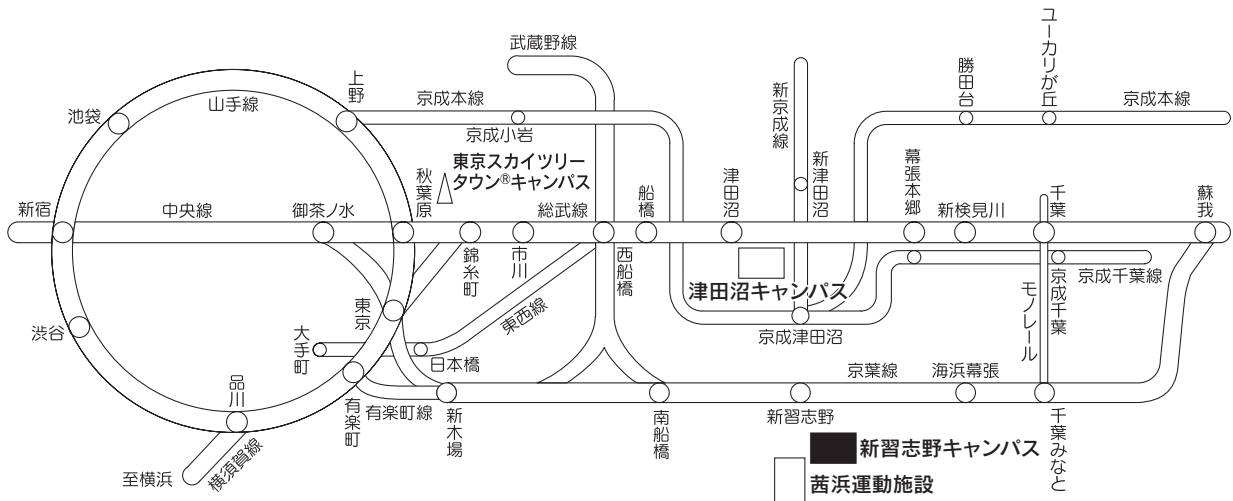 武蔵野線
ユーカリが丘
上野
山手線
池袋
京成本線
京成小岩
新京成線
勝田台
京成本線
東京スカイツリー
タウン®キャンパス
秋葉原
新宿
中央線
御茶ノ水
総武線
船橋
津田沼
新津田沼
幕張本郷
新検見川
千葉
蘇我
錦糸町
市川
西船橋
津田沼キャンパス
京成千葉
京成千葉線
モノレール
東京
東西線
京成津田沼
渋谷
大手町
日本橋
京葉線
海浜幕張
品川
有楽町
有楽町線
新木場
南船橋
新習志野
千葉みなと
至横浜
横須賀線
新習志野キャンパス
茜浜運動施設